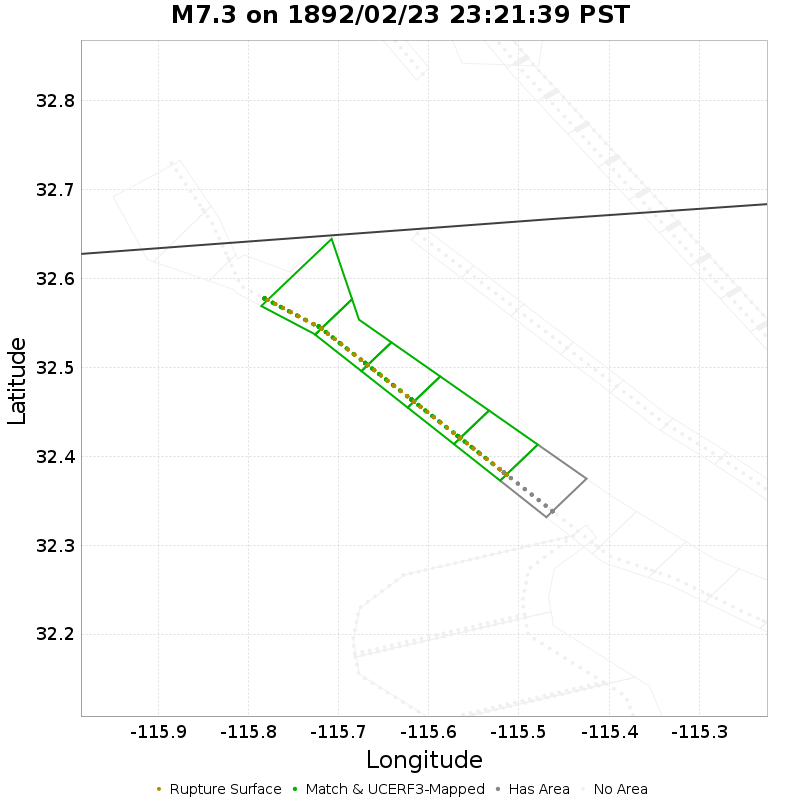 M7.3 on 1892/02/23 23:21:39 PST
32.8
32.7
32.6
32.5
32.4
32.3
32.2
Latitude
-115.9 -115.8 -115.7 -115.6 -115.5 -115.4 -115.3
Longitude
Rupture Surface Match & UCERF3-Mapped Has Area No Area